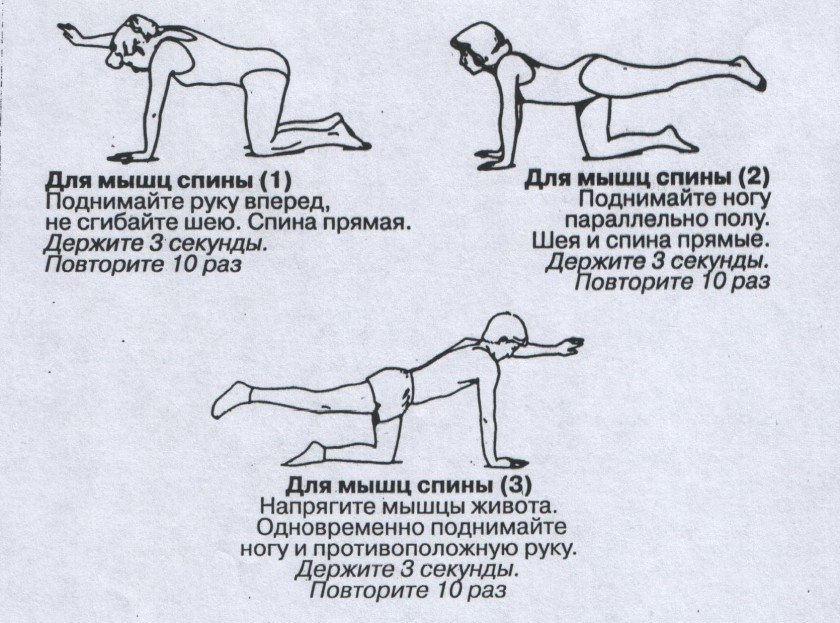 Для мышц спины (1)
Поднимайте руку вперед,
не сгибайте шею. Спина прямая.
Держите 3 секунды.
Повторите 10 раз
Для мышц спины (2)
Поднимайте ногу
параллельно полу.
Шея и спина прямые.
Держите 3 секунды.
Повторите 10 раз
Для мышц спины (3)
Напрягите мышцы живота.
Одновременно поднимайте
ногу и противоположную руку.
Держите 3 секунды.
Повторите 10 раз